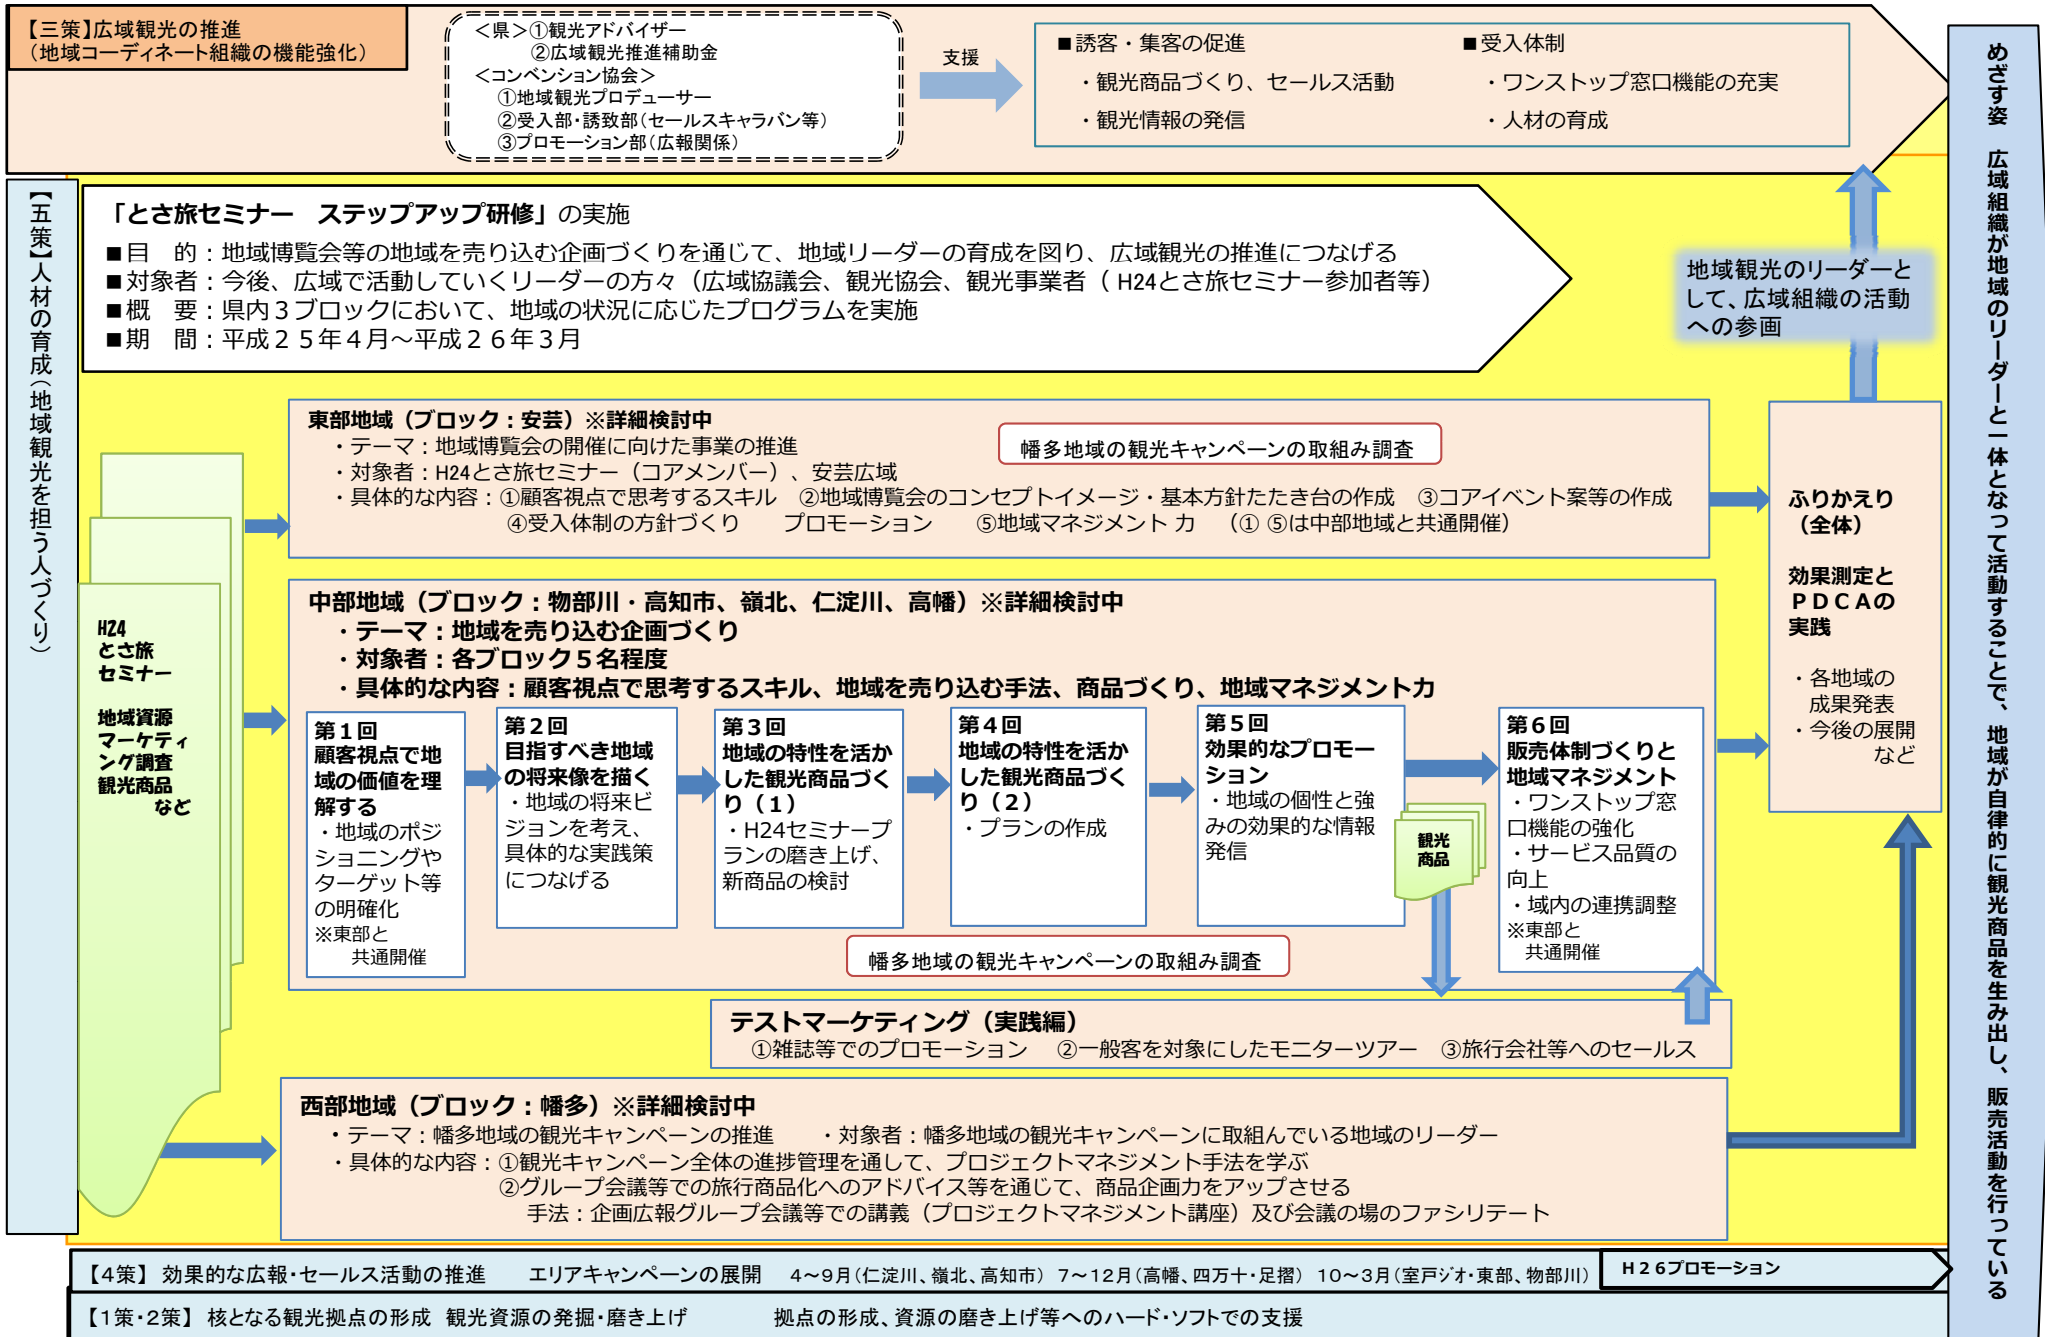 【三策】広域観光の推進
（地域コーディネート組織の機能強化）
＜県＞①観光アドバイザー
②広域観光推進補助金
＜コンベンション協会＞
①地域観光プロデューサー
②受入部・誘致部（セールスキャラバン等）
③プロモーション部（広報関係）
支援
■誘客・集客の促進
・観光商品づくり、セールス活動
・観光情報の発信
■受入体制
・ワンストップ窓口機能の充実
・人材の育成
めざす姿　広域組織が地域のリーダーと一体となって活動することで、地域が自律的に観光商品を生み出し、販売活動を行っている
【五策】人材の育成（地域観光を担う人づくり）
「とさ旅セミナー　ステップアップ研修」の実施
■目　的：地域博覧会等の地域を売り込む企画づくりを通じて、地域リーダーの育成を図り、広域観光の推進につなげる
■対象者：今後、広域で活動していくリーダーの方々（広域協議会、観光協会、観光事業者（H24とさ旅セミナー参加者等）
■概　要：県内３ブロックにおいて、地域の状況に応じたプログラムを実施
■期　間：平成２５年４月～平成２６年３月
地域観光のリーダーと
して、広域組織の活動
への参画
東部地域（ブロック：安芸）※詳細検討中
・テーマ：地域博覧会の開催に向けた事業の推進
・対象者：H24とさ旅セミナー（コアメンバー）、安芸広域
・具体的な内容：①顧客視点で思考するスキル　②地域博覧会のコンセプトイメージ・基本方針たたき台の作成　③コアイベント案等の作成
④受入体制の方針づくり　　プロモーション　　⑤地域マネジメント 力　（① ⑤は中部地域と共通開催）
幡多地域の観光キャンペーンの取組み調査
H24
とさ旅
セミナー
地域資源
マーケティ
ング調査
観光商品
など
中部地域（ブロック：物部川・高知市、嶺北、仁淀川、高幡）※詳細検討中
・テーマ：地域を売り込む企画づくり
・対象者：各ブロック５名程度
・具体的な内容：顧客視点で思考するスキル、地域を売り込む手法、商品づくり、地域マネジメント力
第１回
顧客視点で地
域の価値を理
解する
・地域のポジ
ショニングや
ターゲット等
の明確化
※東部と
共通開催
第２回
目指すべき地域
の将来像を描く
・地域の将来ビ
ジョンを考え、
具体的な実践策
につなげる
第３回
地域の特性を活か
した観光商品づく
り（１）
・H24セミナープ
ランの磨き上げ、
新商品の検討
第４回
地域の特性を活か
した観光商品づく
り（２）
・プランの作成
第５回
効果的なプロモー
ション
・地域の個性と強
みの効果的な情報
発信
観光
商品
第６回
販売体制づくりと
地域マネジメント
・ワンストップ窓
口機能の強化
・サービス品質の
向上
・域内の連携調整
※東部と
共通開催
幡多地域の観光キャンペーンの取組み調査
テストマーケティング（実践編）
①雑誌等でのプロモーション　②一般客を対象にしたモニターツアー　③旅行会社等へのセールス
ふりかえり
（全体）
効果測定と
ＰＤＣＡの
実践
・各地域の
成果発表
・今後の展開
など
西部地域（ブロック：幡多）※詳細検討中
・テーマ：幡多地域の観光キャンペーンの推進　　・対象者：幡多地域の観光キャンペーンに取組んでいる地域のリーダー
・具体的な内容：①観光キャンペーン全体の進捗管理を通して、プロジェクトマネジメント手法を学ぶ
②グループ会議等での旅行商品化へのアドバイス等を通じて、商品企画力をアップさせる
手法：企画広報グループ会議等での講義（プロジェクトマネジメント講座）及び会議の場のファシリテート
【４策】 効果的な広報・セールス活動の推進　　エリアキャンペーンの展開　４～９月（仁淀川、嶺北、高知市） ７～１２月（高幡、四万十・足摺） １０～３月（室戸ｼﾞｵ・東部、物部川）
Ｈ２６プロモーション
【１策・２策】 核となる観光拠点の形成　観光資源の発掘・磨き上げ　　　　拠点の形成、資源の磨き上げ等へのハード・ソフトでの支援